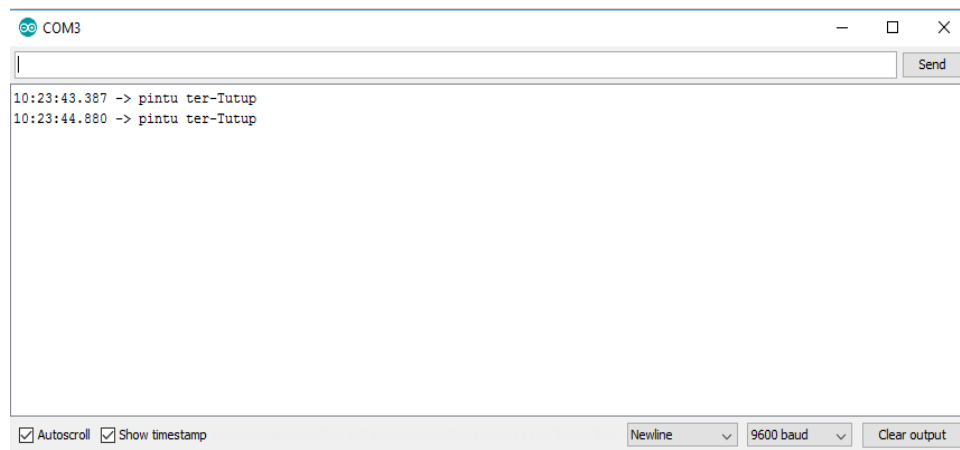 COM3
Send
10:23:43.387 -> pintu ter-Tutup
10:23:44.880 -> pintu ter-Tutup
Autoscroll Show timestamp Newline 9600 baud Clear output